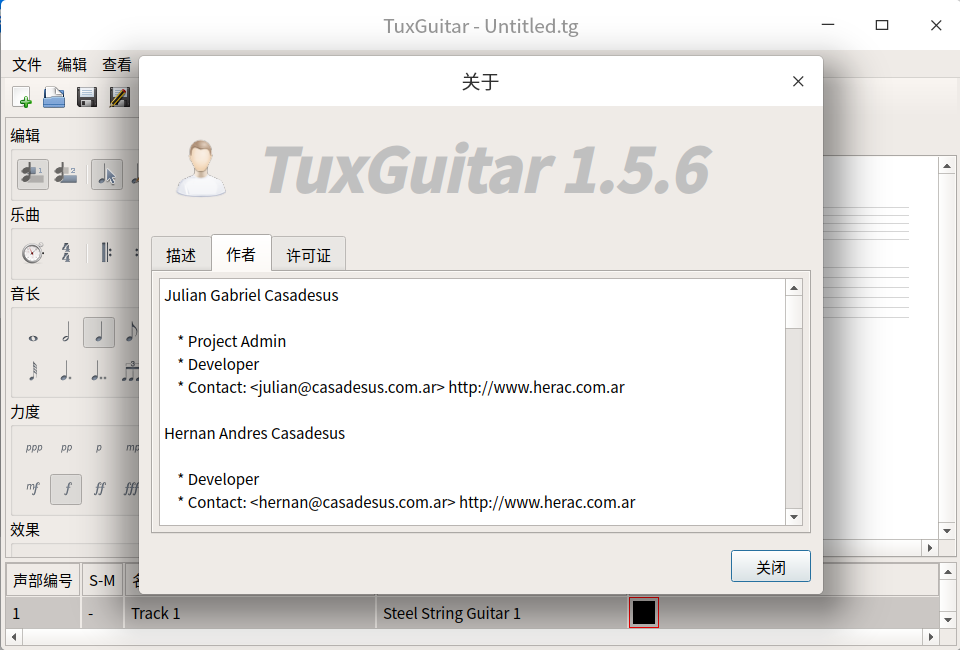 TuxGuitar - Untitled.tg
文件 编辑 查看
关于
TuxGuitar 1.5.6
描述 作者 许可证
Julian Gabriel Casadesus
* Project Admin
* Developer
* Contact: <julian@casadesus.com.ar> http://www.herac.com.ar
Hernan Andres Casadesus
* Developer
* Contact: <hernan@casadesus.com.ar> http://www.herac.com.ar
关闭
编辑
1 2
乐曲
音长
3
力度
ppp pp p mp
mf f ff fff
效果
声部编号 S-M 名
1 - Track 1 Steel String Guitar 1